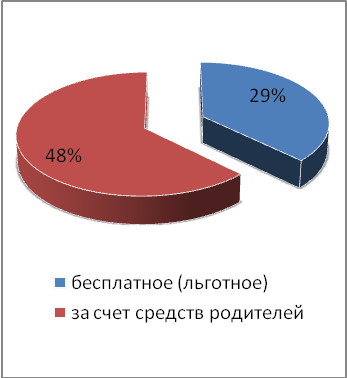 29%
48%
бесплатное (льготное)
за счет средств родителей